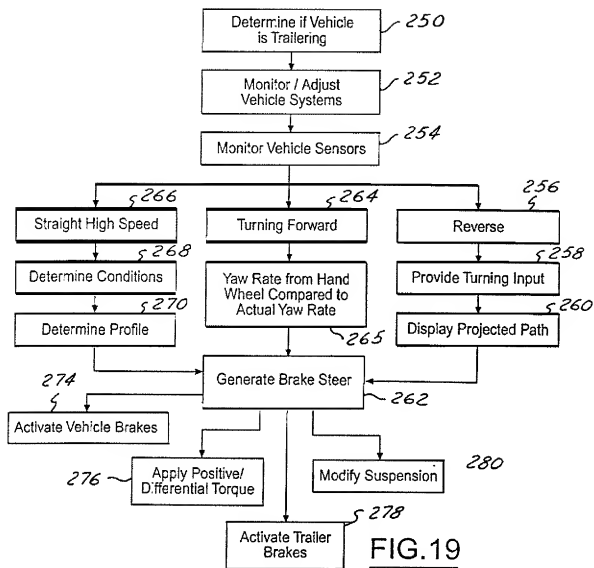 Determine if Vehicle
is Trailering
250
Monitor / Adjust
Vehicle Systems
252
Monitor Vehicle Sensors
254
266
264
256
Straight High Speed
Turning Forward
Reverse
268
258
Determine Conditions
Yaw Rate from Hand
Wheel Compared to
Actual Yaw Rate
Provide Turning Input
270
260
Determine Profile
265
Display Projected Path
274
Generate Brake Steer
262
Activate Vehicle Brakes
276
Apply Positive/
Differential Torque
Modify Suspension
280
278
Activate Trailer
Brakes
FIG.19